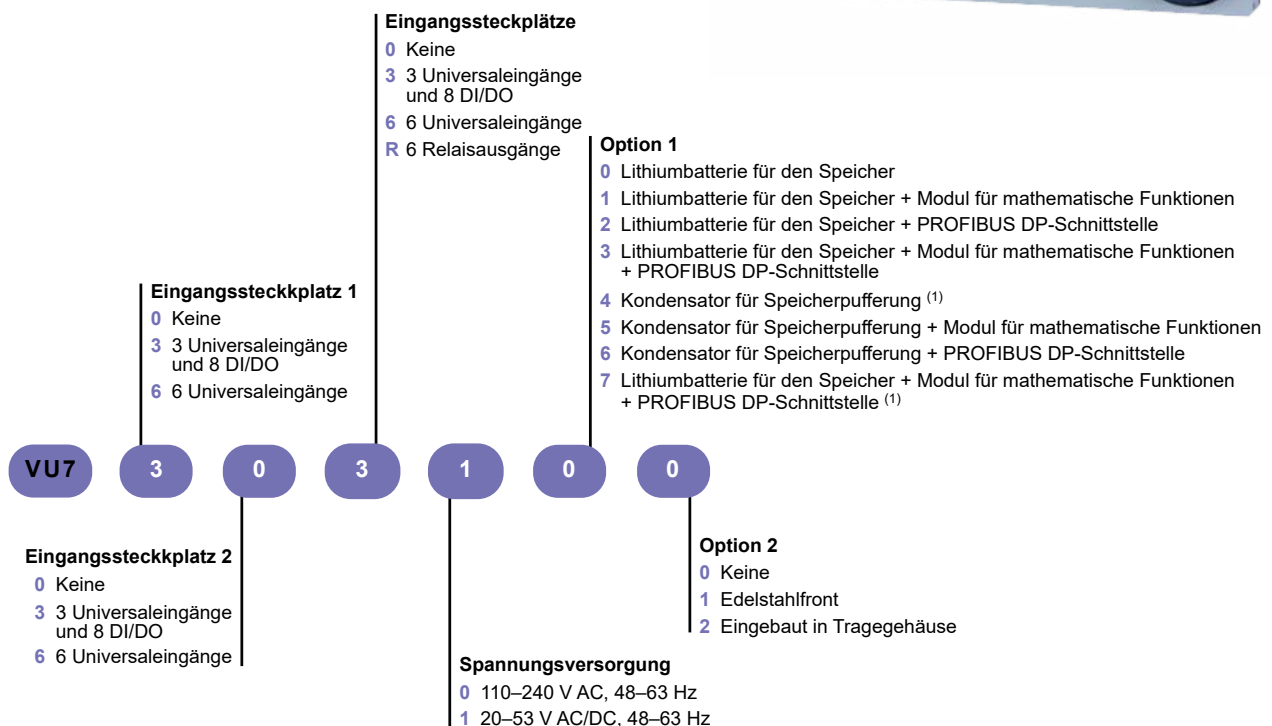 Eingangssteckplätze
0 Keine
3 3 Universaleingänge
und 8 DI/DO
6 6 Universaleingänge
R 6 Relaisausgänge
Option 1
0 Lithiumbatterie für den Speicher
1 Lithiumbatterie für den Speicher + Modul für mathematische Funktionen
2 Lithiumbatterie für den Speicher + PROFIBUS DP-Schnittstelle
3 Lithiumbatterie für den Speicher + Modul für mathematische Funktionen
+ PROFIBUS DP-Schnittstelle
4 Kondensator für Speicherpufferung (1)
5 Kondensator für Speicherpufferung + Modul für mathematische Funktionen
6 Kondensator für Speicherpufferung + PROFIBUS DP-Schnittstelle
7 Lithiumbatterie für den Speicher + Modul für mathematische Funktionen
+ PROFIBUS DP-Schnittstelle (1)
Eingangssteckkplatz 1
0 Keine
3 3 Universaleingänge
und 8 DI/DO
6 6 Universaleingänge
VU7 3 0 3 1 0 0
Eingangssteckkplatz 2
0 Keine
3 3 Universaleingänge
und 8 DI/DO
6 6 Universaleingänge
Option 2
0 Keine
1 Edelstahlfront
2 Eingebaut in Tragegehäuse
Spannungsversorgung
0 110–240 V AC, 48–63 Hz
1 20–53 V AC/DC, 48–63 Hz